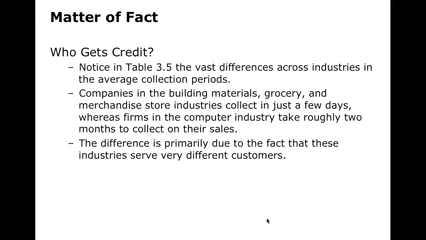 Matter of Fact
Who Gets Credit?
– Notice in Table 3.5 the vast differences across industries in
the average collection periods.
– Companies in the building materials, grocery, and
merchandise store industries collect in just a few days,
whereas firms in the computer industry take roughly two
months to collect on their sales.
– The difference is primarily due to the fact that these
industries serve very different customers.